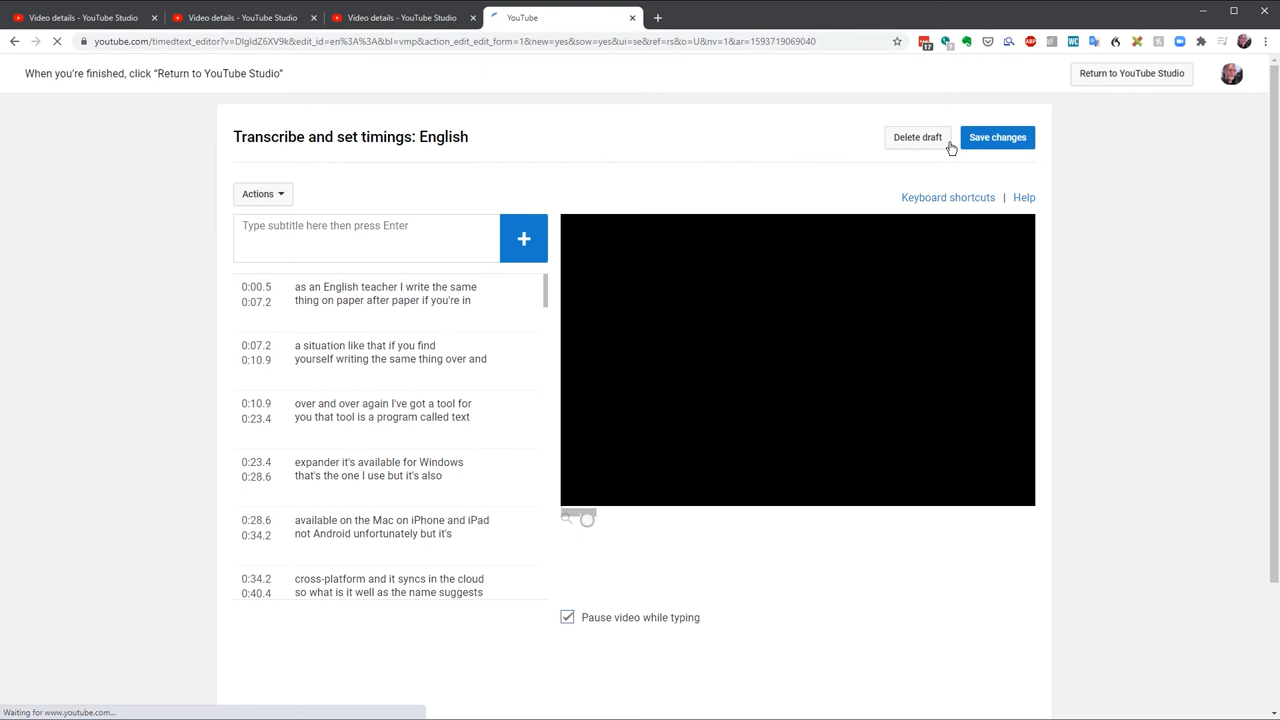 Video details - YouTube Studio
Video details - YouTube Studio
Video details - YouTube Studio
YouTube
youtube.com/timedtext_editor?v=DlqIdZ6XV9k&edit_id=en%3A%3A&bl=vmp&action_edit_edit_form=1&new=yes&sow=yes&ui=se&ref=rs&o=U&nv=1&ar=1593719069040
17
7
ABP
WC
When you're finished, click “Return to YouTube Studio”
Return to YouTube Studio
Transcribe and set timings: English
Delete draft
Save changes
Actions
Keyboard shortcuts | Help
Type subtitle here then press Enter
+
0:00.5 as an English teacher I write the same
0:07.2 thing on paper after paper if you're in
0:07.2 a situation like that if you find
0:10.9 yourself writing the same thing over and
0:10.9 over and over again I've got a tool for
0:23.4 you that tool is a program called text
0:23.4 expander it's available for Windows
0:28.6 that's the one I use but it's also
0:28.6 available on the Mac on iPhone and iPad
0:34.2 not Android unfortunately but it's
0:34.2 cross-platform and it syncs in the cloud
0:40.4 so what is it well as the name suggests
Pause video while typing
Waiting for www.youtube.com...